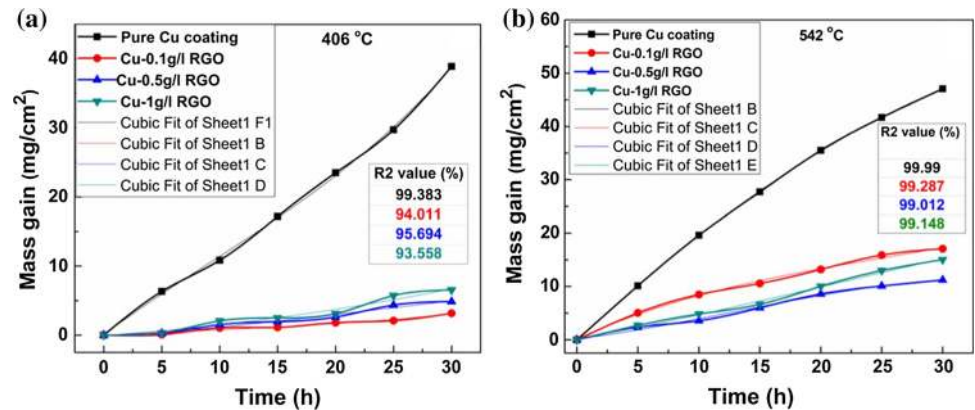 (a)
406 °C
Pure Cu coating
Cu-0.1g/l RGO
Cu-0.5g/l RGO
Cu-1g/l RGO
Cubic Fit of Sheet1 F1
Cubic Fit of Sheet1 B
Cubic Fit of Sheet1 C
Cubic Fit of Sheet1 D
R2 value (%)
99.383
94.011
95.694
93.558
Mass gain (mg/cm2)
40
30
20
10
0
0 5 10 15 20 25 30
Time (h)
(b)
542 °C
Pure Cu coating
Cu-0.1g/l RGO
Cu-0.5g/l RGO
Cu-1g/l RGO
Cubic Fit of Sheet1 B
Cubic Fit of Sheet1 C
Cubic Fit of Sheet1 D
Cubic Fit of Sheet1 E
R2 value (%)
99.99
99.287
99.012
99.148
Mass gain (mg/cm2)
60
50
40
30
20
10
0
0 5 10 15 20 25 30
Time (h)